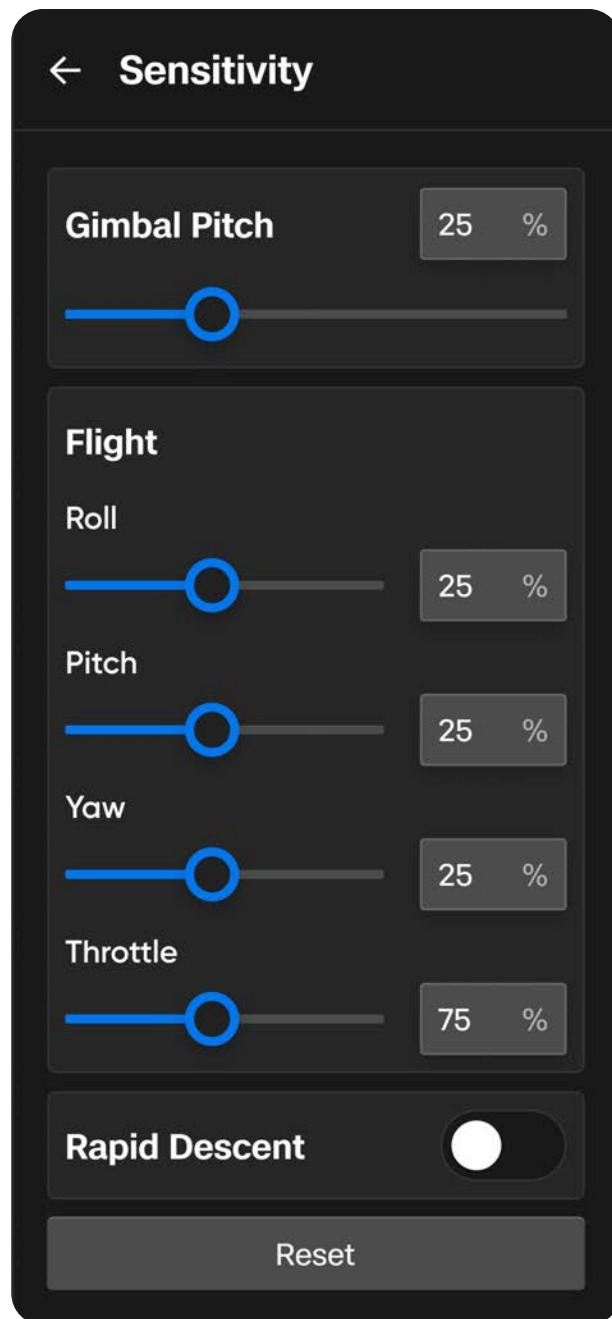 Sensitivity
Gimbal Pitch 25 %
Flight
Roll
25 %
Pitch
25 %
Yaw
25 %
Throttle
75 %
Rapid Descent
Reset